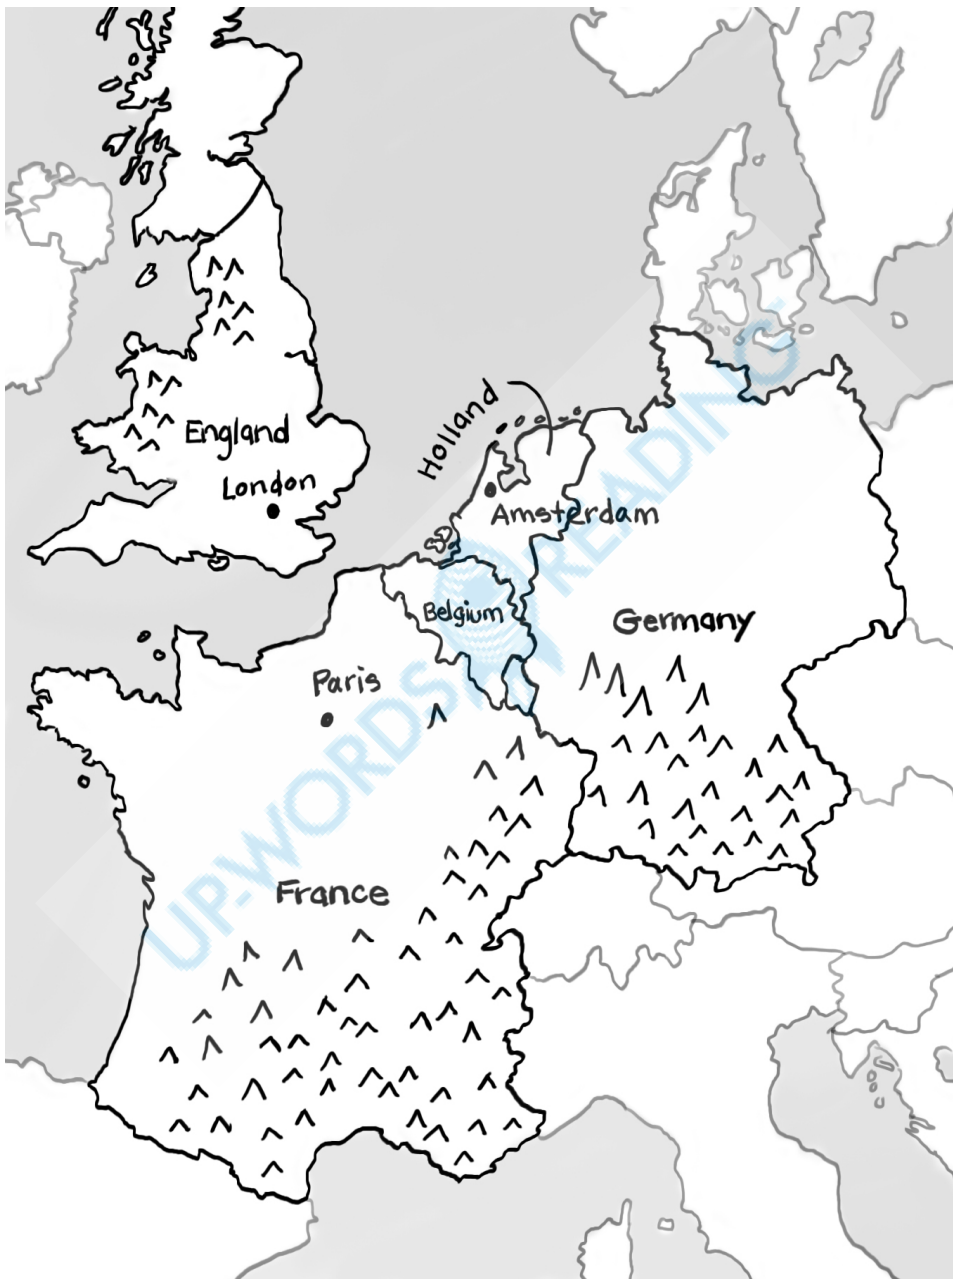 England
London
Holland
Amsterdam
Belgium
Germany
Paris
France
UP-WORDS READING